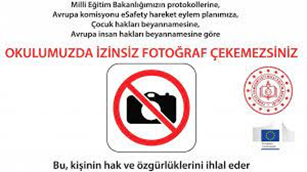 Milli Eğitim Bakanlığımızın protokollerine,
Avrupa komisyonu eSafety hareket eylem planımıza,
Çocuk hakları beyannamesine,
Avrupa insan hakları beyannamesine göre
OKULUMUZDA İZİNSİZ FOTOĞRAF ÇEKEMEZSİNİZ
Bu, kişinin hak ve özgürlüklerini ihlal eder